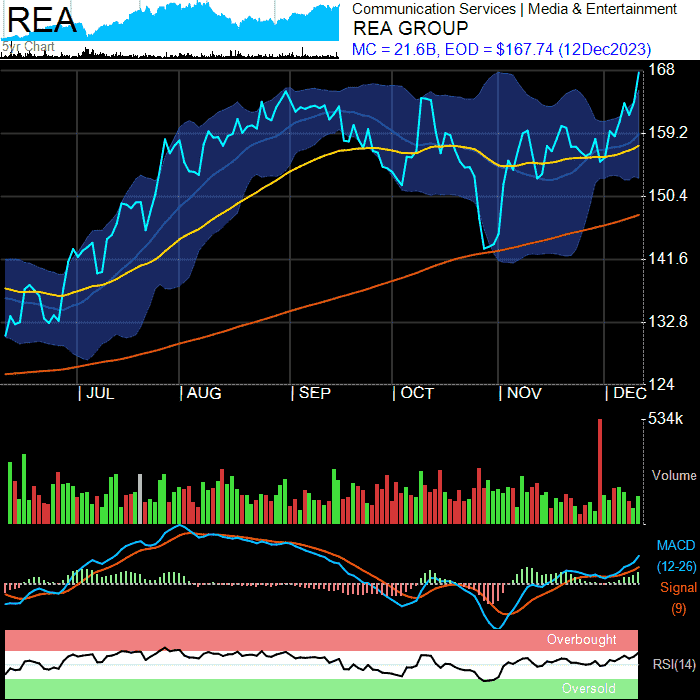 REA
5yr Chart
Communication Services | Media & Entertainment
REA GROUP
MC = 21.6B, EOD = $167.74 (12Dec2023)
168
159.2
150.4
141.6
132.8
124
| JUL | AUG | SEP | OCT | NOV | DEC
534k
Volume
MACD
(12-26)
Signal
(9)
Overbought
RSI(14)
Oversold